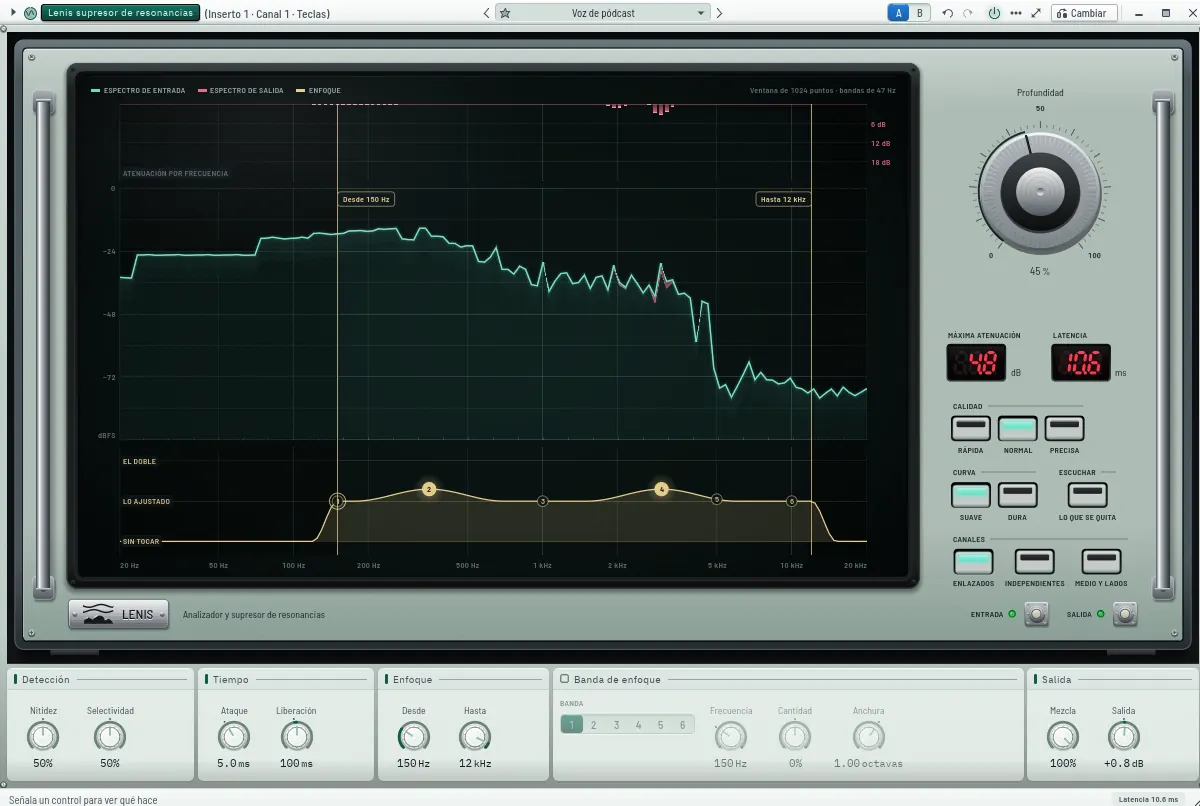 Lenis supresor de resonancias (Inserto 1 · Canal 1 · Teclas) Voz de pódcast A B Cambiar
ESPECTRO DE ENTRADA ESPECTRO DE SALIDA ENFOQUE Ventana de 1024 puntos · bandas de 47 Hz
6 dB
12 dB
18 dB
ATENUACIÓN POR FRECUENCIA
0
Desde 150 Hz Hasta 12 kHz
-24
-48
-72
dBFS
EL DOBLE
LO AJUSTADO
1 2 3 4 5 6
SIN TOCAR
20 Hz 50 Hz 100 Hz 200 Hz 500 Hz 1 kHz 2 kHz 5 kHz 10 kHz 20 kHz
LENIS Analizador y supresor de resonancias
Profundidad
50
0 100
45 %
MÁXIMA ATENUACIÓN LATENCIA
4.8 dB 10.6 ms
CALIDAD
RÁPIDA NORMAL PRECISA
CURVA ESCUCHAR
SUAVE DURA LO QUE SE QUITA
CANALES
ENLAZADOS INDEPENDIENTES MEDIO Y LADOS
ENTRADA SALIDA
Detección Tiempo Enfoque Banda de enfoque Salida
Nitidez Selectividad Ataque Liberación Desde Hasta BANDA Frecuencia Cantidad Anchura Mezcla Salida
1 2 3 4 5 6
50% 50% 5.0 ms 100 ms 150 Hz 12 kHz 150 Hz 0% 1.00 octavas 100% +0.8 dB
Señala un control para ver qué hace Latencia 10.6 ms